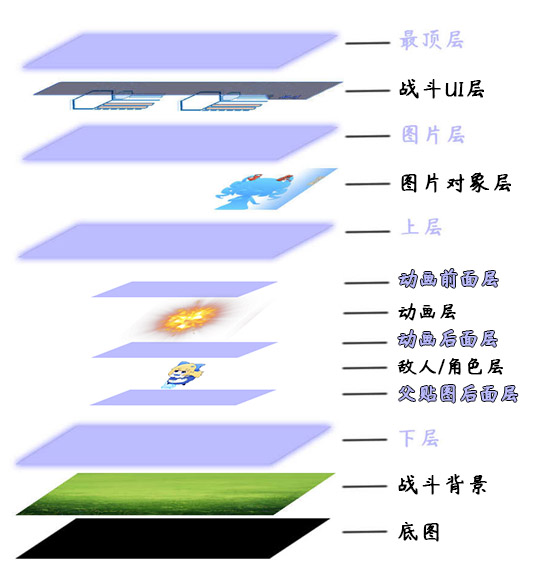 最顶层
战斗UI层
图片层
图片对象层
上层
动画前面层
动画层
动画后面层
敌人/角色层
父贴图后面层
下层
战斗背景
底图